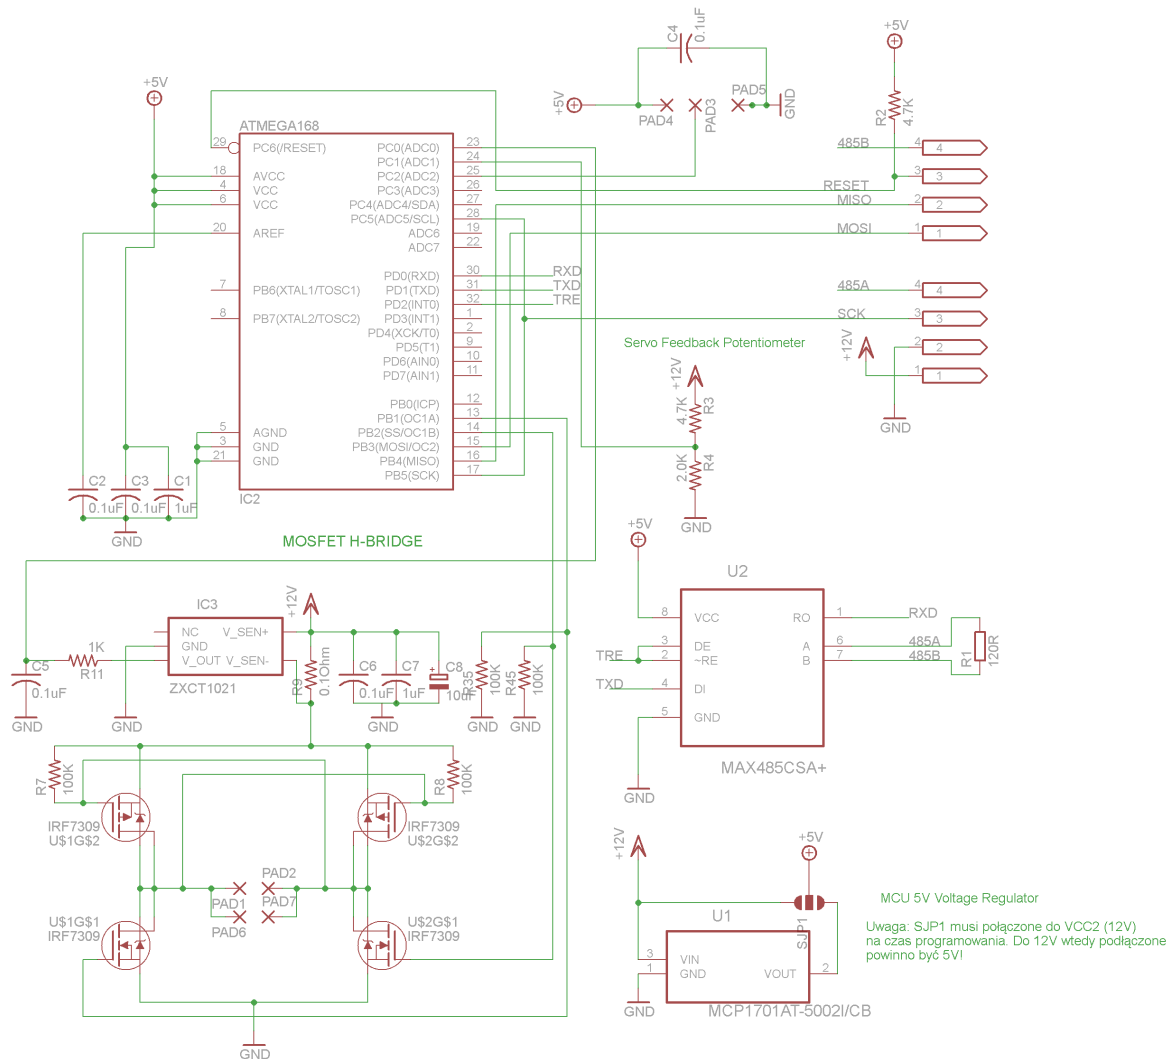 +5V
ATMEGA168
29 PC6(/RESET)
18 AVCC
4 VCC
6 VCC
20 AREF
7 PB6(XTAL1/TOSC1)
8 PB7(XTAL2/TOSC2)
5 AGND
3 GND
21 GND
IC2
PC0(ADC0) 23
PC1(ADC1) 24
PC2(ADC2) 25
PC3(ADC3) 26
PC4(ADC4/SDA) 27
PC5(ADC5/SCL) 28
ADC6 19
ADC7 22
PD0(RXD) 30
PD1(TXD) 31
PD2(INT0) 32
PD3(INT1) 1
PD4(XCK/T0) 2
PD5(T1) 9
PD6(AIN0) 10
PD7(AIN1) 11
PB0(ICP) 12
PB1(OC1A) 13
PB2(SS/OC1B) 14
PB3(MOSI/OC2) 15
PB4(MISO) 16
PB5(SCK) 17
RXD
TXD
TRE
C2
0.1uF
C3
0.1uF
C1
1uF
GND
C4
0.1uF
+5V
PAD4
PAD3
PAD5
GND
+5V
R2
4.7K
485B 4 4
RESET 3 3
MISO 2 2
MOSI 1 1
485A 4 4
SCK 3 3
2 2
+12V 1 1
GND
Servo Feedback Potentiometer
+12V
4.7K
R3
2.0K
R4
GND
MOSFET H-BRIDGE
IC3
NC V_SEN+
GND
V_OUT V_SEN-
ZXCT1021
1K
R11
C5
0.1uF
GND
GND
+12V
R9
0.1Ohm
C6
0.1uF
C7
1uF
+
C8
10uF
GND
R35
100K
GND
R45
100K
GND
R7
100K
R8
100K
IRF7309
U$1G$2
IRF7309
U$2G$2
PAD2
PAD1
PAD7
PAD6
U$1G$1
IRF7309
U$2G$1
IRF7309
GND
+5V
U2
8 VCC
3 DE
2 ~RE
4 DI
5 GND
RO 1
A 6
B 7
TRE
TXD
RXD
485A
485B
R1
120R
GND
MAX485CSA+
+12V
+5V
SJP1
U1
3 VIN
1 GND
VOUT 2
GND
MCP1701AT-5002I/CB
MCU 5V Voltage Regulator
Uwaga: SJP1 musi połączone do VCC2 (12V)
na czas programowania. Do 12V wtedy podłączone
powinno być 5V!